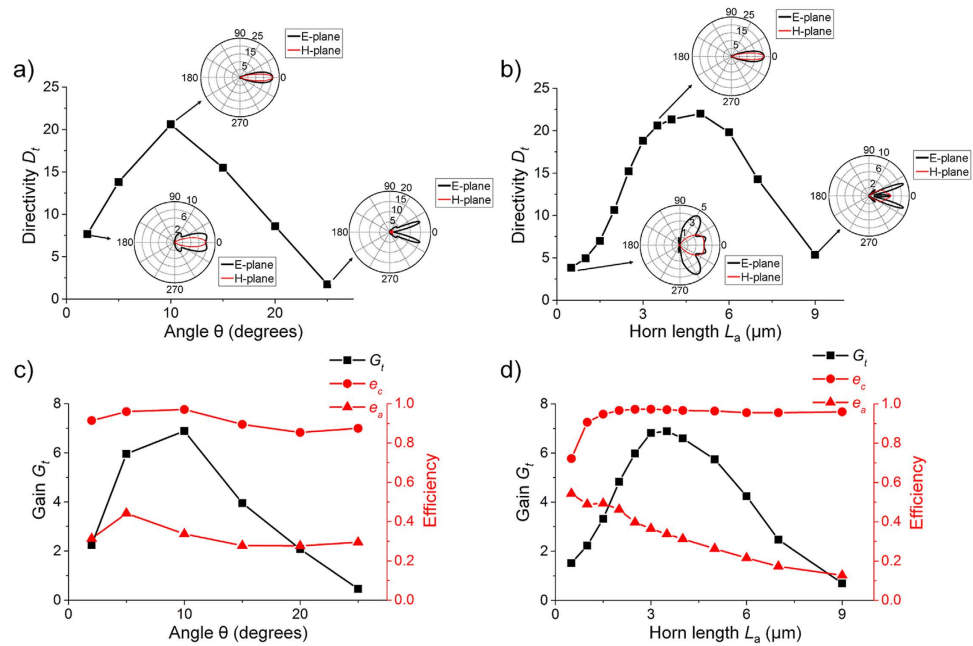 a)
Directivity Dt
25
20
15
10
5
0
0 10 20
Angle θ (degrees)
90
25
15
5
180
0
270
E-plane
H-plane
90
10
6
2
180
0
270
E-plane
H-plane
90
20
15
10
5
180
0
270
E-plane
H-plane
b)
Directivity Dt
25
20
15
10
5
0
0 3 6 9
Horn length La (µm)
90
25
15
5
180
0
270
E-plane
H-plane
90
5
3
1
180
0
270
E-plane
H-plane
90
10
6
2
180
0
270
E-plane
H-plane
c)
Gt
ec
ea
Gain Gt
8
6
4
2
0
0 10 20
Angle θ (degrees)
1.0
0.8
0.6
0.4
0.2
0.0
Efficiency
d)
Gt
ec
ea
Gain Gt
8
6
4
2
0
0 3 6 9
Horn length La (µm)
1.0
0.8
0.6
0.4
0.2
0.0
Efficiency